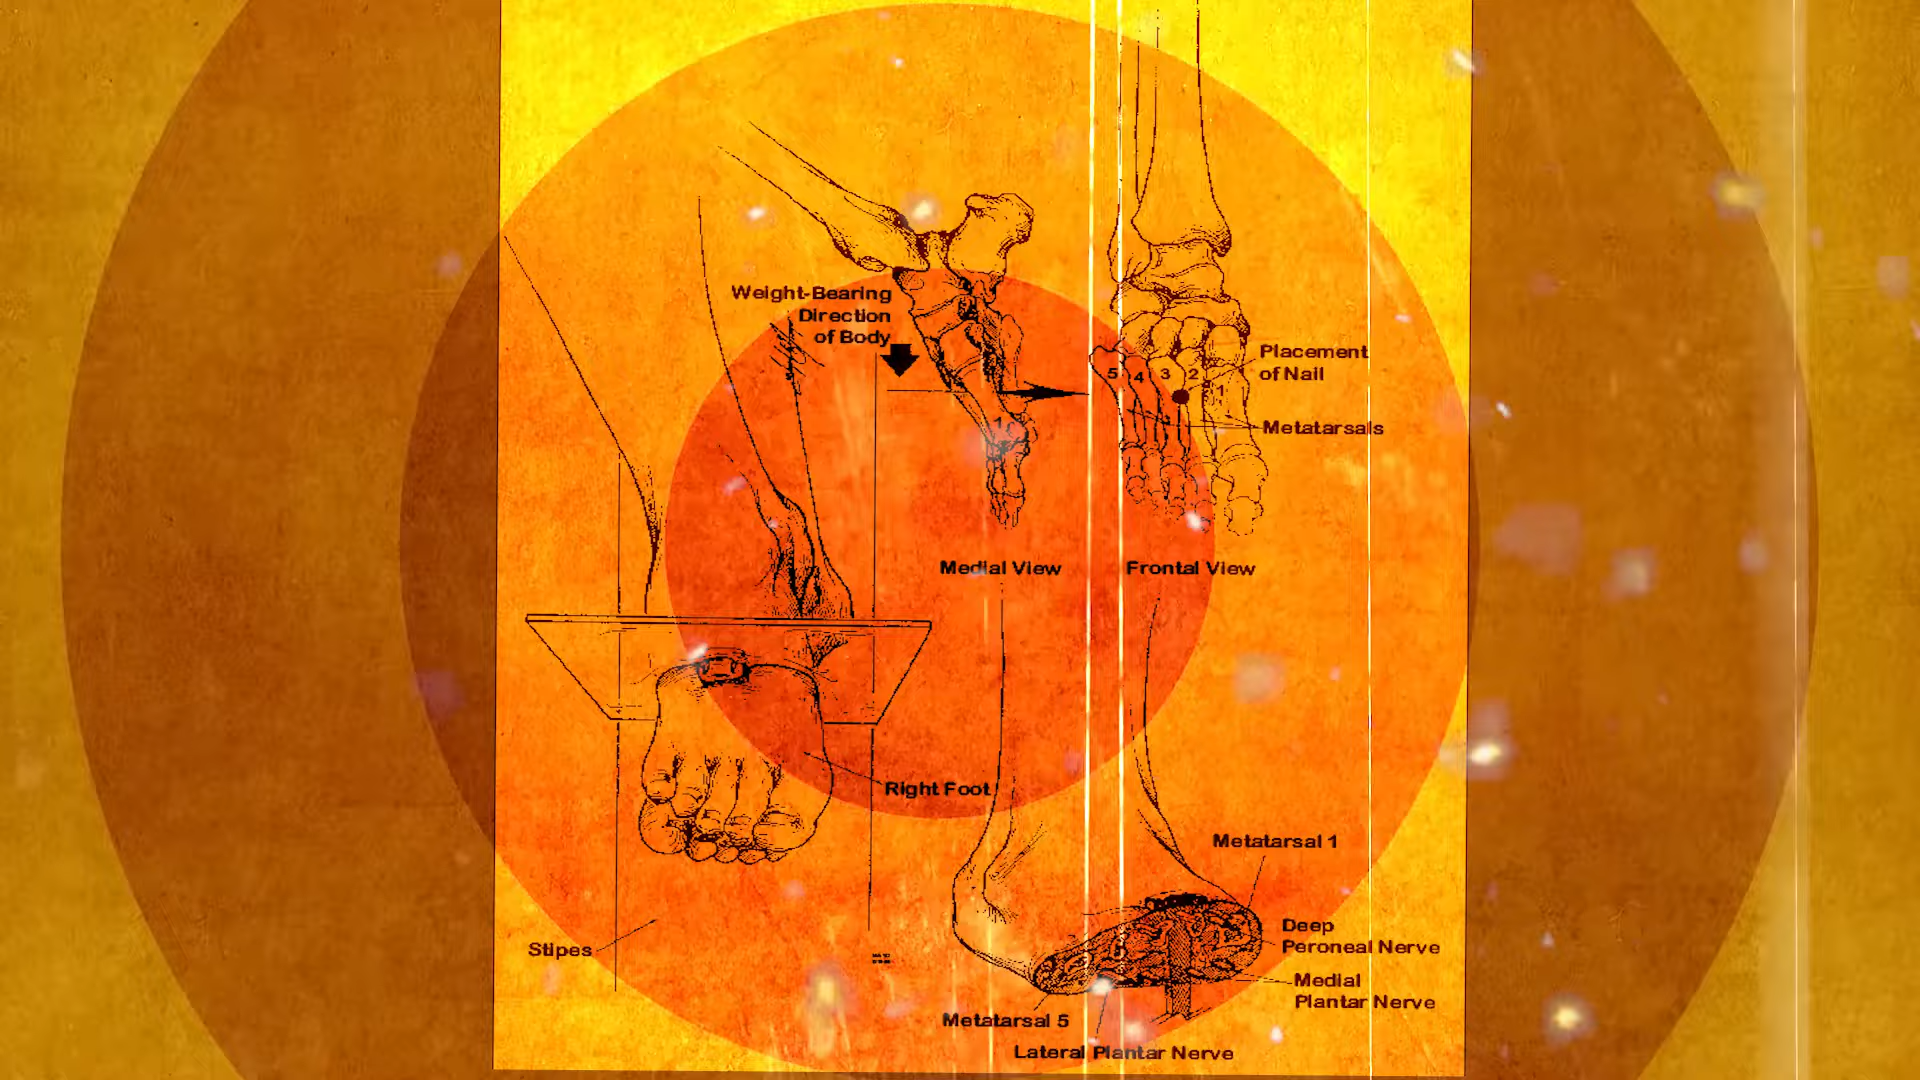 Weight-Bearing
Direction
of Body
Placement
of Nail
5 4 3 2 1
Metatarsals
1
Medial View
Frontal View
Right Foot
Metatarsal 1
Deep
Peroneal Nerve
Stipes
Medial
Plantar Nerve
Metatarsal 5
Lateral Plantar Nerve